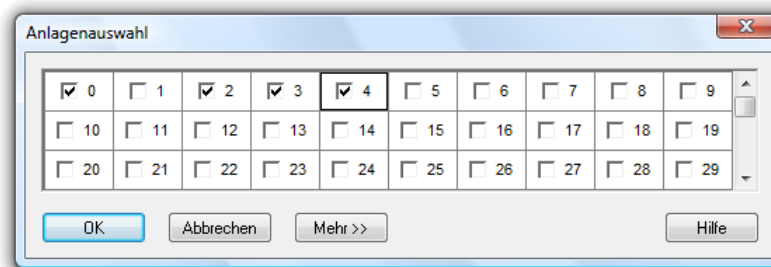 Anlagenauswahl
0 1 2 3 4 5 6 7 8 9
10 11 12 13 14 15 16 17 18 19
20 21 22 23 24 25 26 27 28 29
OK Abbrechen Mehr >> Hilfe